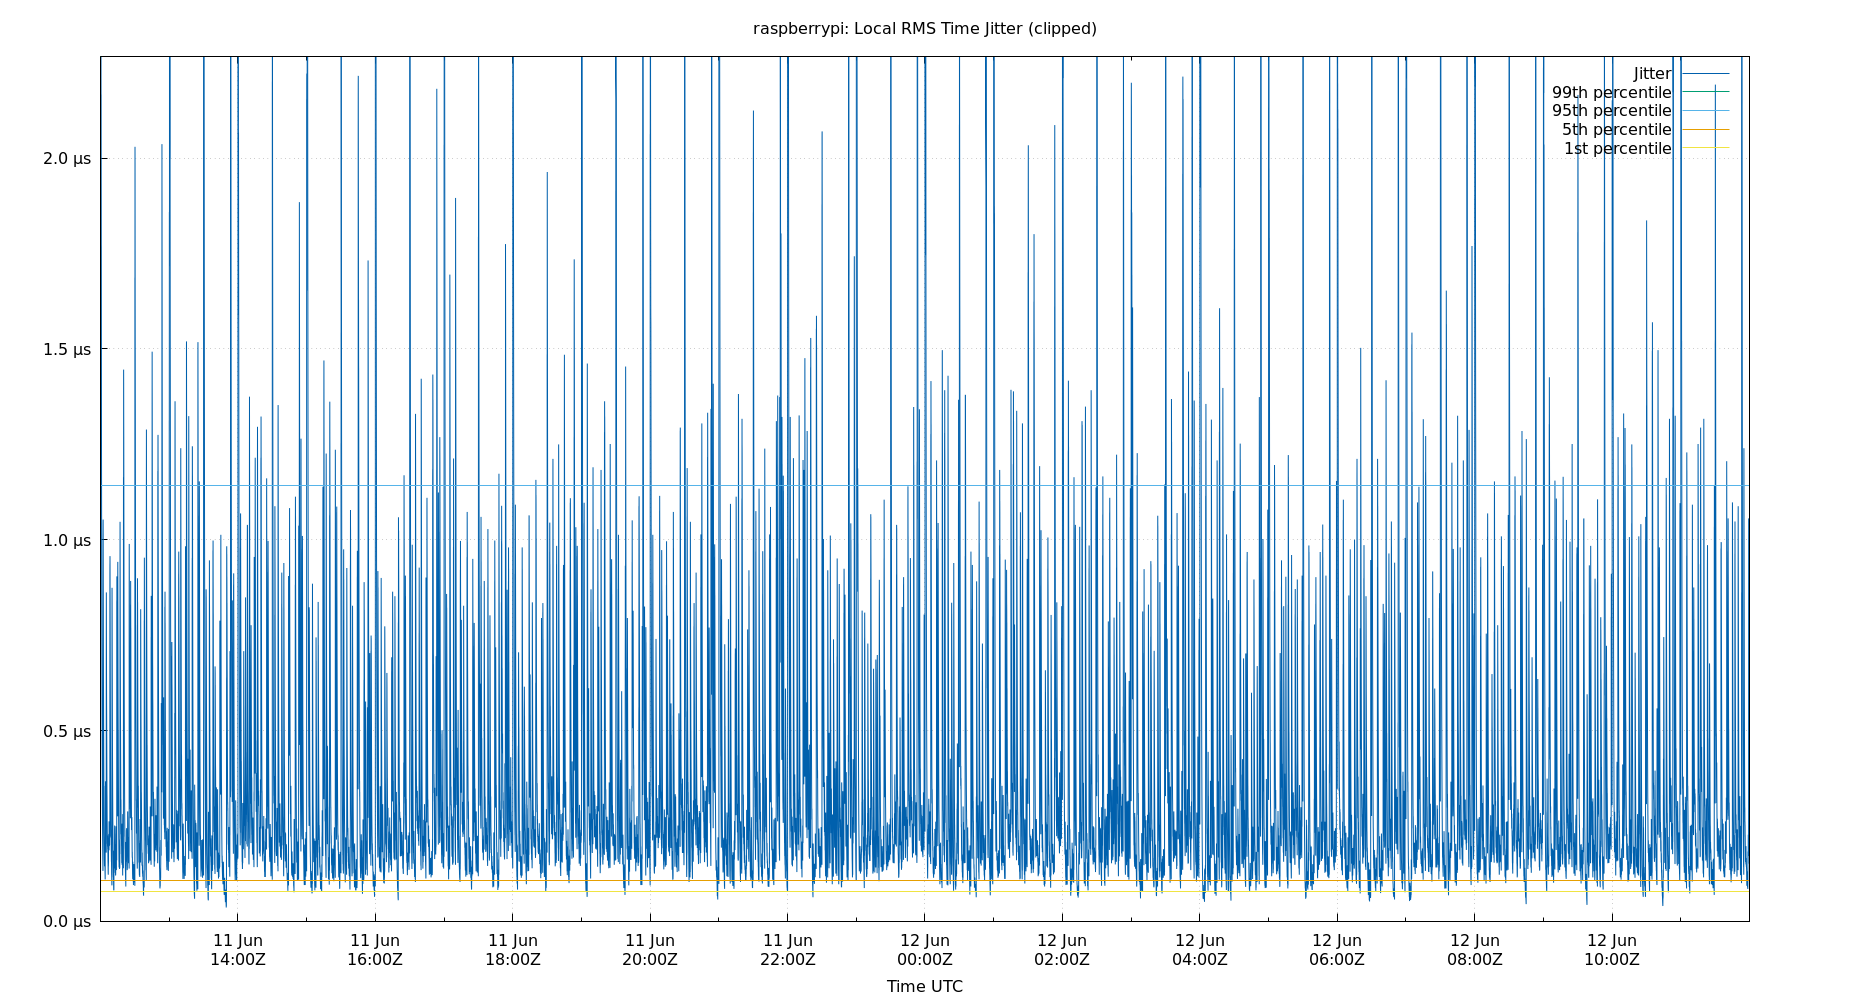 raspberrypi: Local RMS Time Jitter (clipped)
Jitter
99th percentile
95th percentile
5th percentile
1st percentile
2.0 µs
1.5 µs
1.0 µs
0.5 µs
0.0 µs
11 Jun 11 Jun 11 Jun 11 Jun 11 Jun 12 Jun 12 Jun 12 Jun 12 Jun 12 Jun 12 Jun
14:00Z 16:00Z 18:00Z 20:00Z 22:00Z 00:00Z 02:00Z 04:00Z 06:00Z 08:00Z 10:00Z
Time UTC